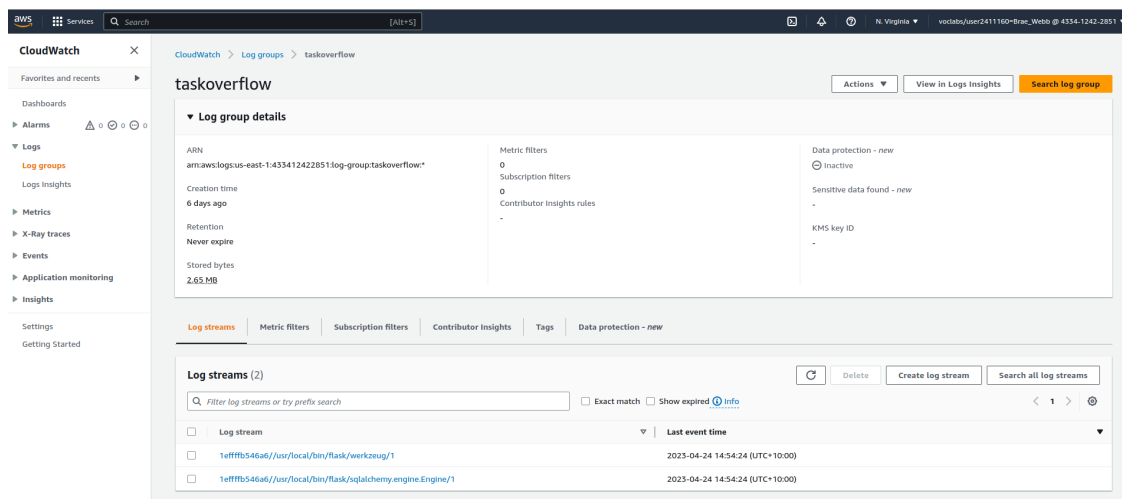 aws Services Search [Alt+S] N. Virginia ▼ voclabs/user2411160=Brae_Webb @ 4334-1242-2851
CloudWatch
Favorites and recents
Dashboards
Alarms 0 0 0
Logs
Log groups
Logs Insights
Metrics
X-Ray traces
Events
Application monitoring
Insights
Settings
Getting Started
CloudWatch > Log groups > taskoverflow
taskoverflow
Actions ▼ View in Logs Insights Search log group
▼ Log group details
ARN
arn:aws:logs:us-east-1:433412422851:log-group:taskoverflow:*
Creation time
6 days ago
Retention
Never expire
Stored bytes
2.65 MB
Metric filters
0
Subscription filters
0
Contributor Insights rules
-
Data protection - new
Inactive
Sensitive data found - new
-
KMS key ID
-
Log streams Metric filters Subscription filters Contributor Insights Tags Data protection - new
Log streams (2) Delete Create log stream Search all log streams
Filter log streams or try prefix search Exact match Show expired Info < 1 >
Log stream Last event time
1effffb546a6//usr/local/bin/flask/werkzeug/1 2023-04-24 14:54:24 (UTC+10:00)
1effffb546a6//usr/local/bin/flask/sqlalchemy.engine.Engine/1 2023-04-24 14:54:24 (UTC+10:00)